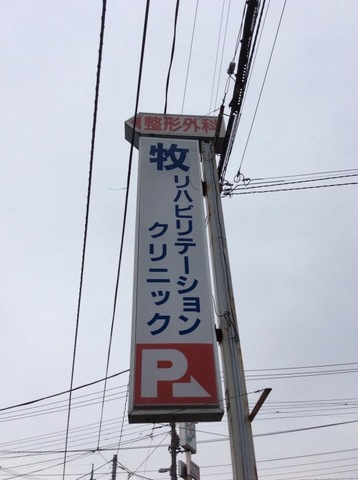 整形外科
牧
リハビリテーション
クリニック
P